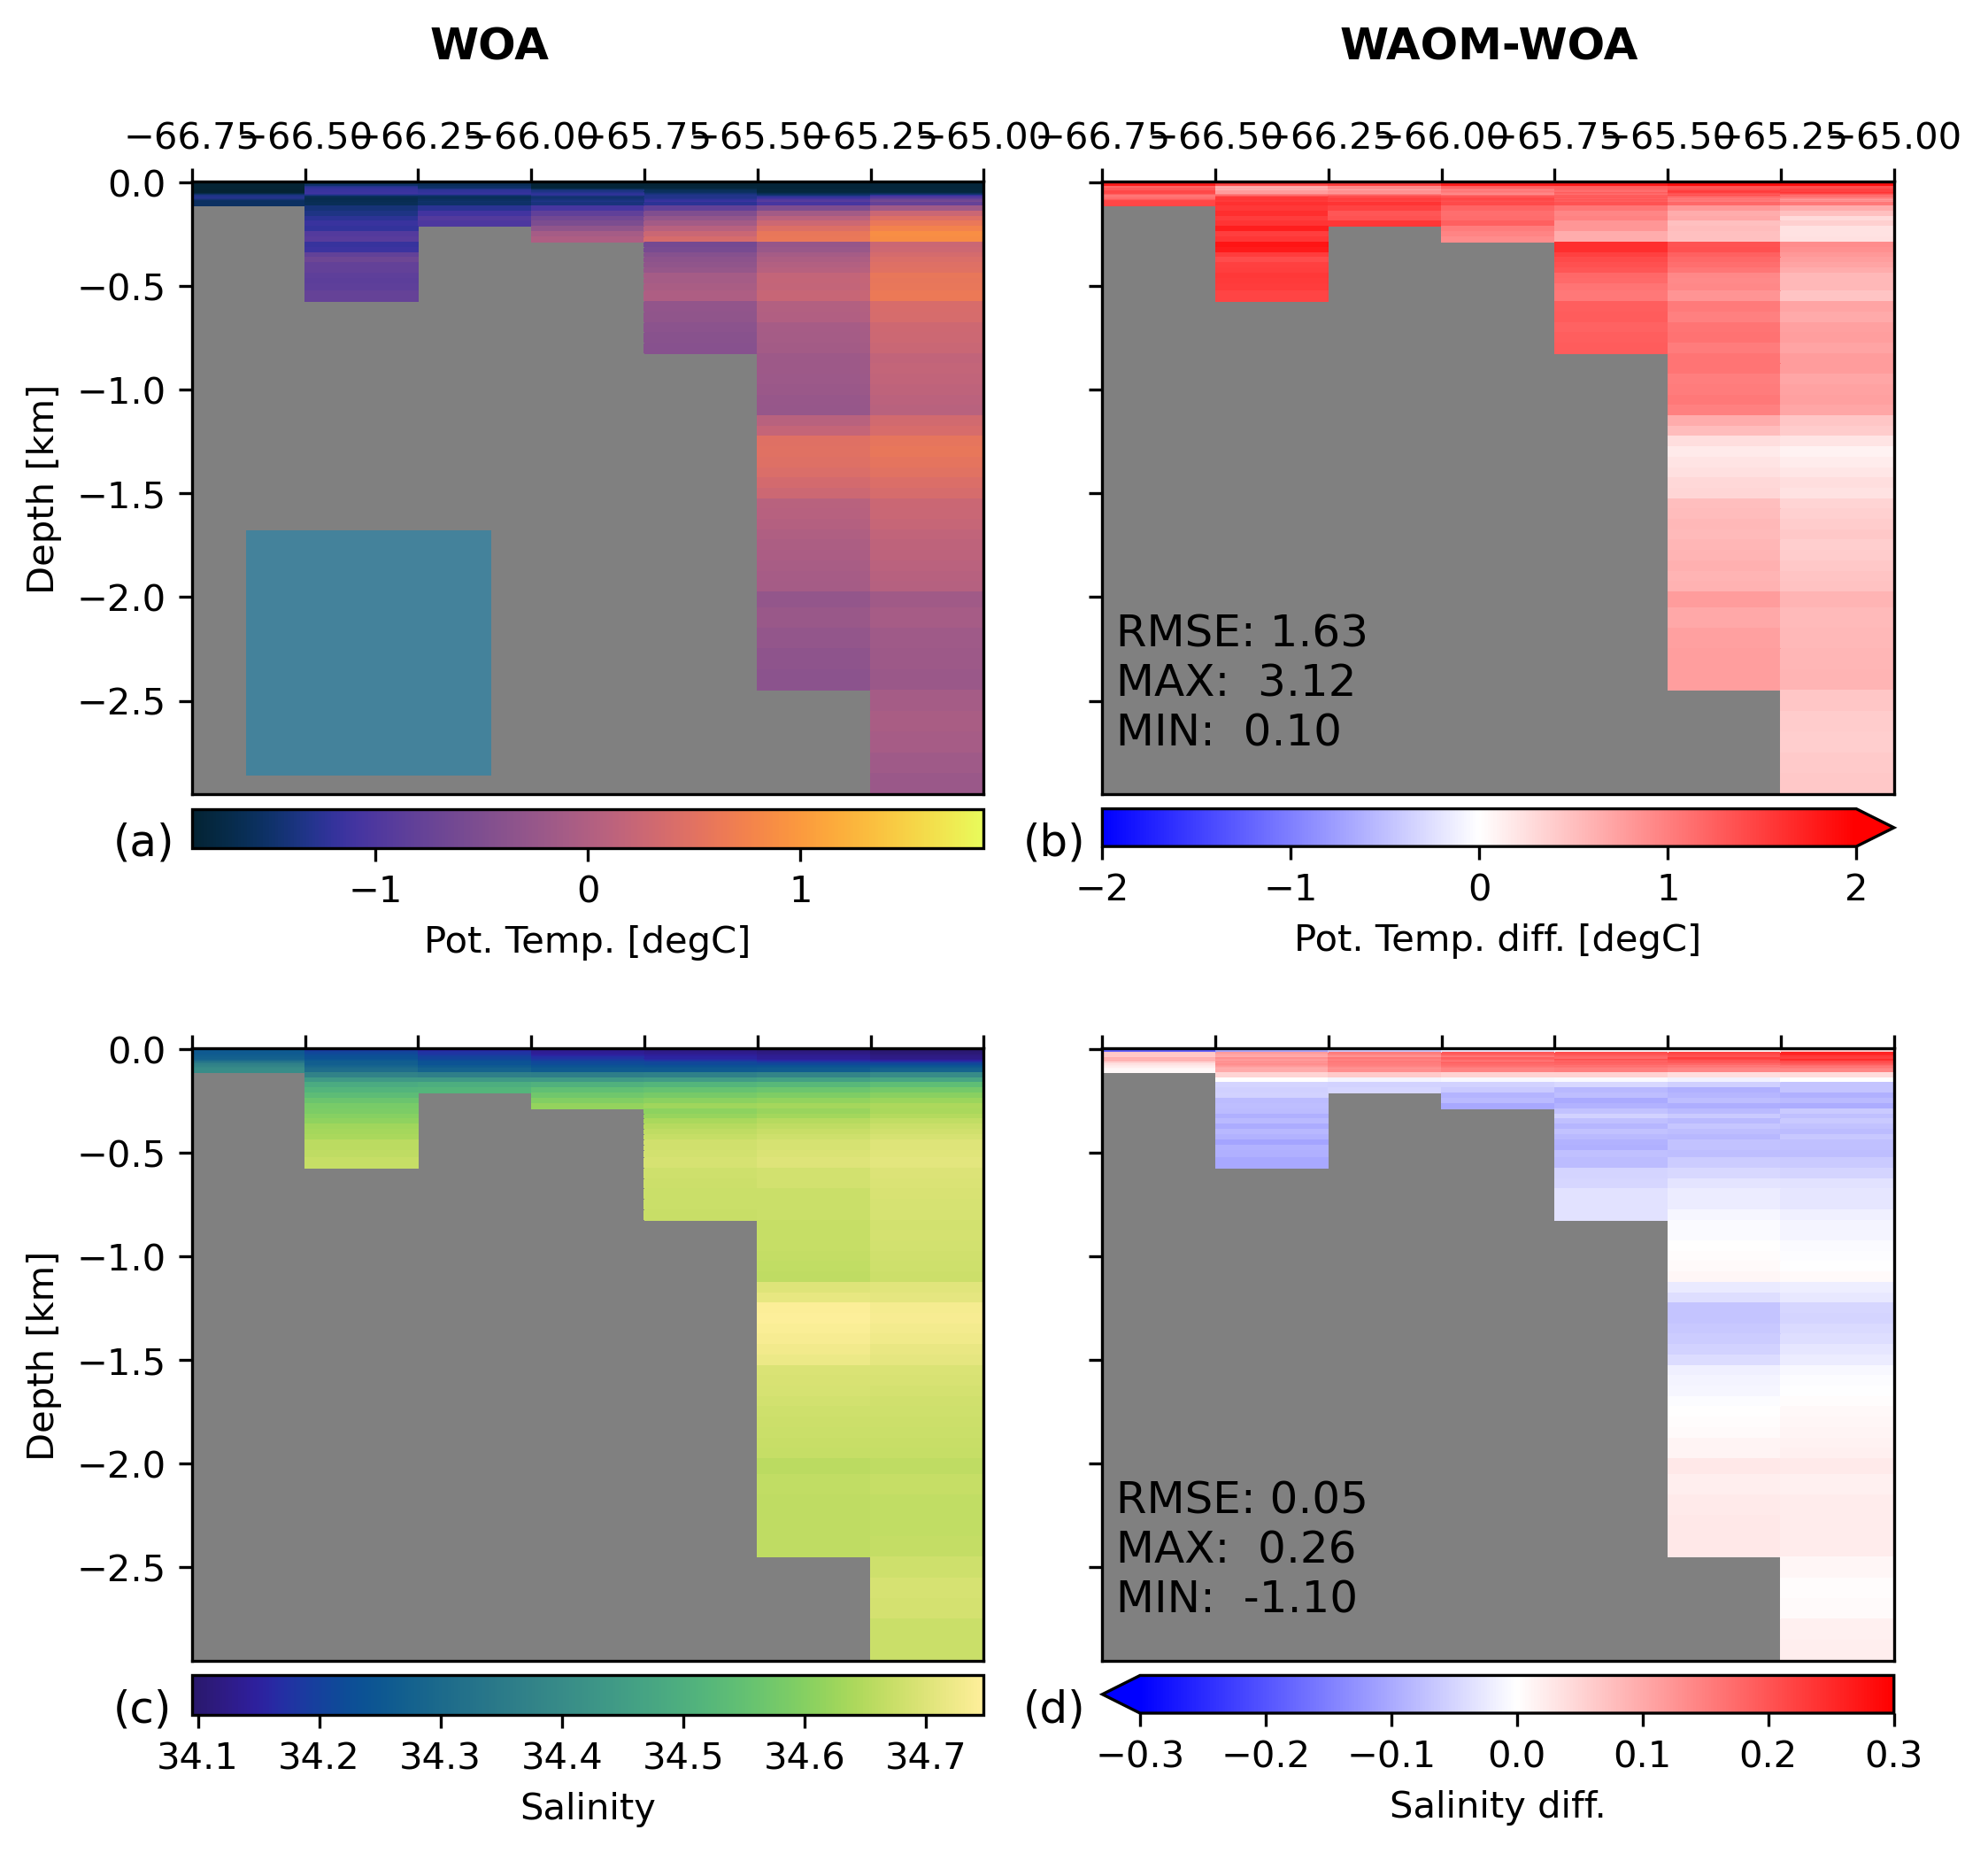 WOA
WAOM-WOA
−66.75 −66.50 −66.25 −66.00 −65.75 −65.50 −65.25 −65.00
−66.75 −66.50 −66.25 −66.00 −65.75 −65.50 −65.25 −65.00
0.0
−0.5
−1.0
−1.5
−2.0
−2.5
Depth [km]
RMSE: 1.63
MAX: 3.12
MIN: 0.10
(a)
−1 0 1
Pot. Temp. [degC]
(b)
−2 −1 0 1 2
Pot. Temp. diff. [degC]
0.0
−0.5
−1.0
−1.5
−2.0
−2.5
Depth [km]
RMSE: 0.05
MAX: 0.26
MIN: -1.10
(c)
34.1 34.2 34.3 34.4 34.5 34.6 34.7
Salinity
(d)
−0.3 −0.2 −0.1 0.0 0.1 0.2 0.3
Salinity diff.